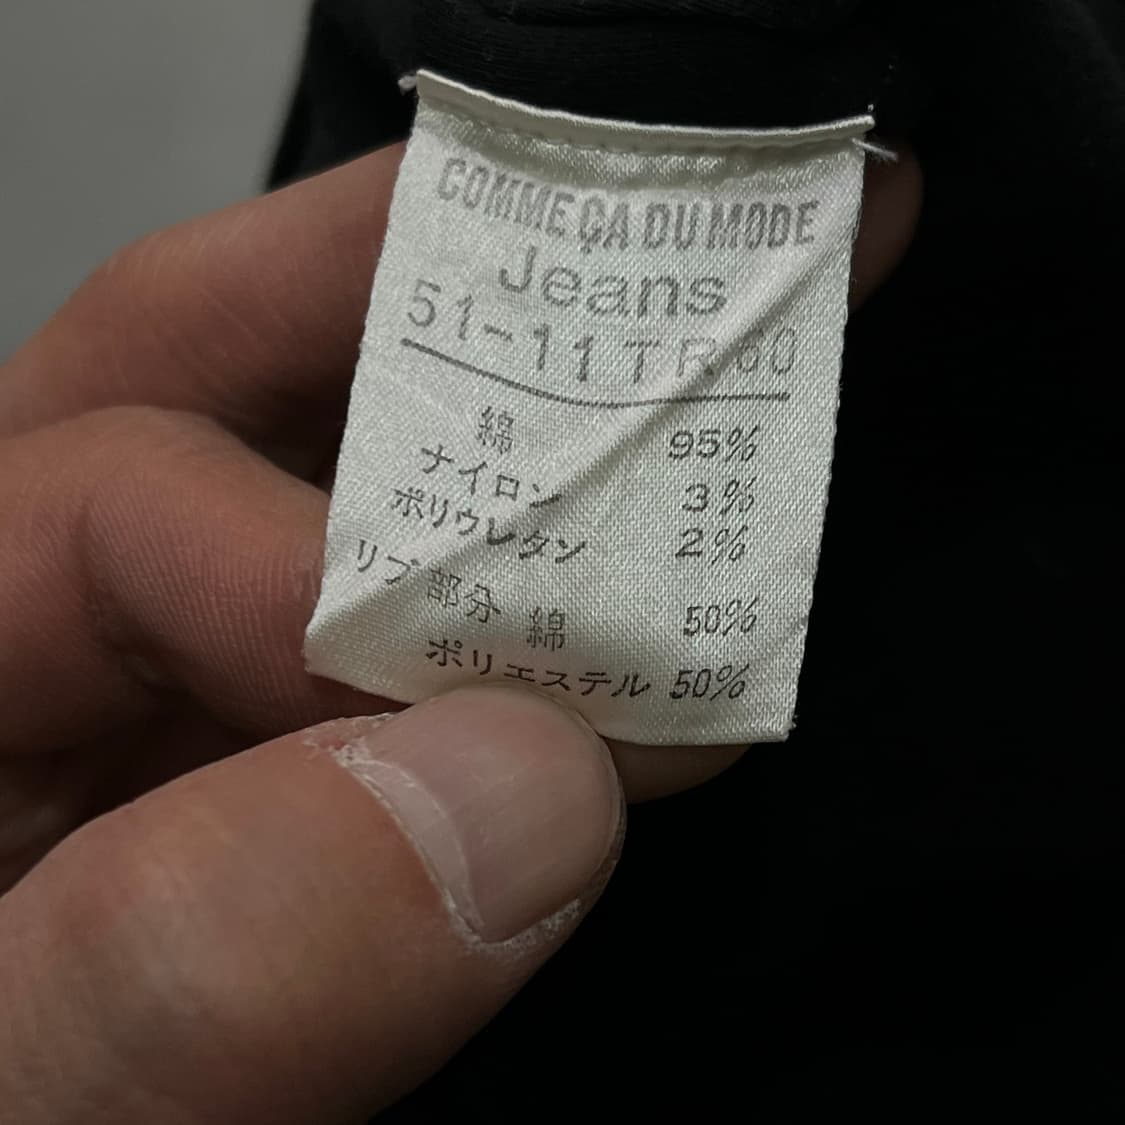 COMME ÇA DU MODE
Jeans
51-11TR60
綿 95%
ナイロン 3%
ポリウレタン 2%
リブ部分 綿 50%
ポリエステル 50%